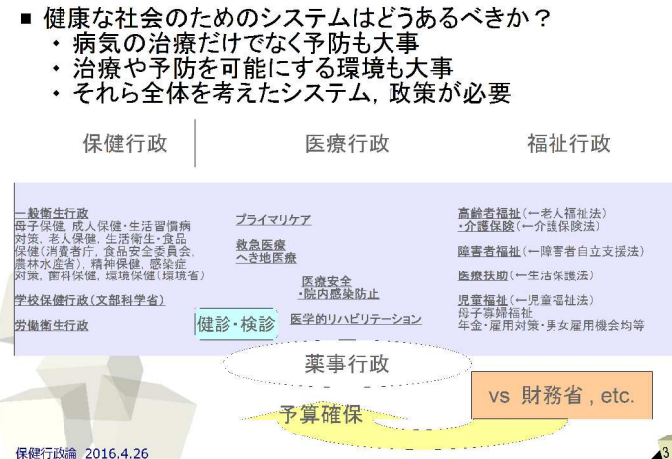 ■ 健康な社会のためのシステムはどうあるべきか？
・ 病気の治療だけでなく予防も大事
・ 治療や予防を可能にする環境も大事
・ それら全体を考えたシステム，政策が必要
保健行政
医療行政
福祉行政
一般衛生行政
母子保健，成人保健・生活習慣病
対策，老人保健，生活衛生・食品
保健(消費者庁，食品安全委員会，
農林水産省)，精神保健，感染症
対策，歯科保健，環境保健(環境省)
学校保健行政(文部科学省)
労働衛生行政
健診・検診
プライマリケア
救急医療
へき地医療
医療安全
・院内感染防止
医学的リハビリテーション
高齢者福祉(←老人福祉法)
・介護保険(←介護保険法)
障害者福祉(←障害者自立支援法)
医療扶助(←生活保護法)
児童福祉(←児童福祉法)
母子寡婦福祉
年金・雇用対策・男女雇用機会均等
薬事行政
予算確保
vs 財務省 , etc.
保健行政論 2016.4.26
3